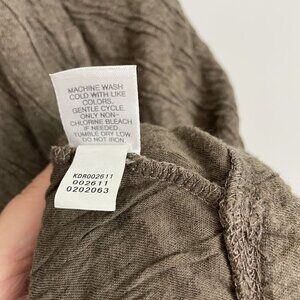 MACHINE WASH
COLD WITH LIKE
COLORS,
GENTLE CYCLE.
ONLY NON-
CHLORINE BLEACH
IF NEEDED.
TUMBLE DRY LOW
DO NOT IRON
KDR002611
002611
0202063